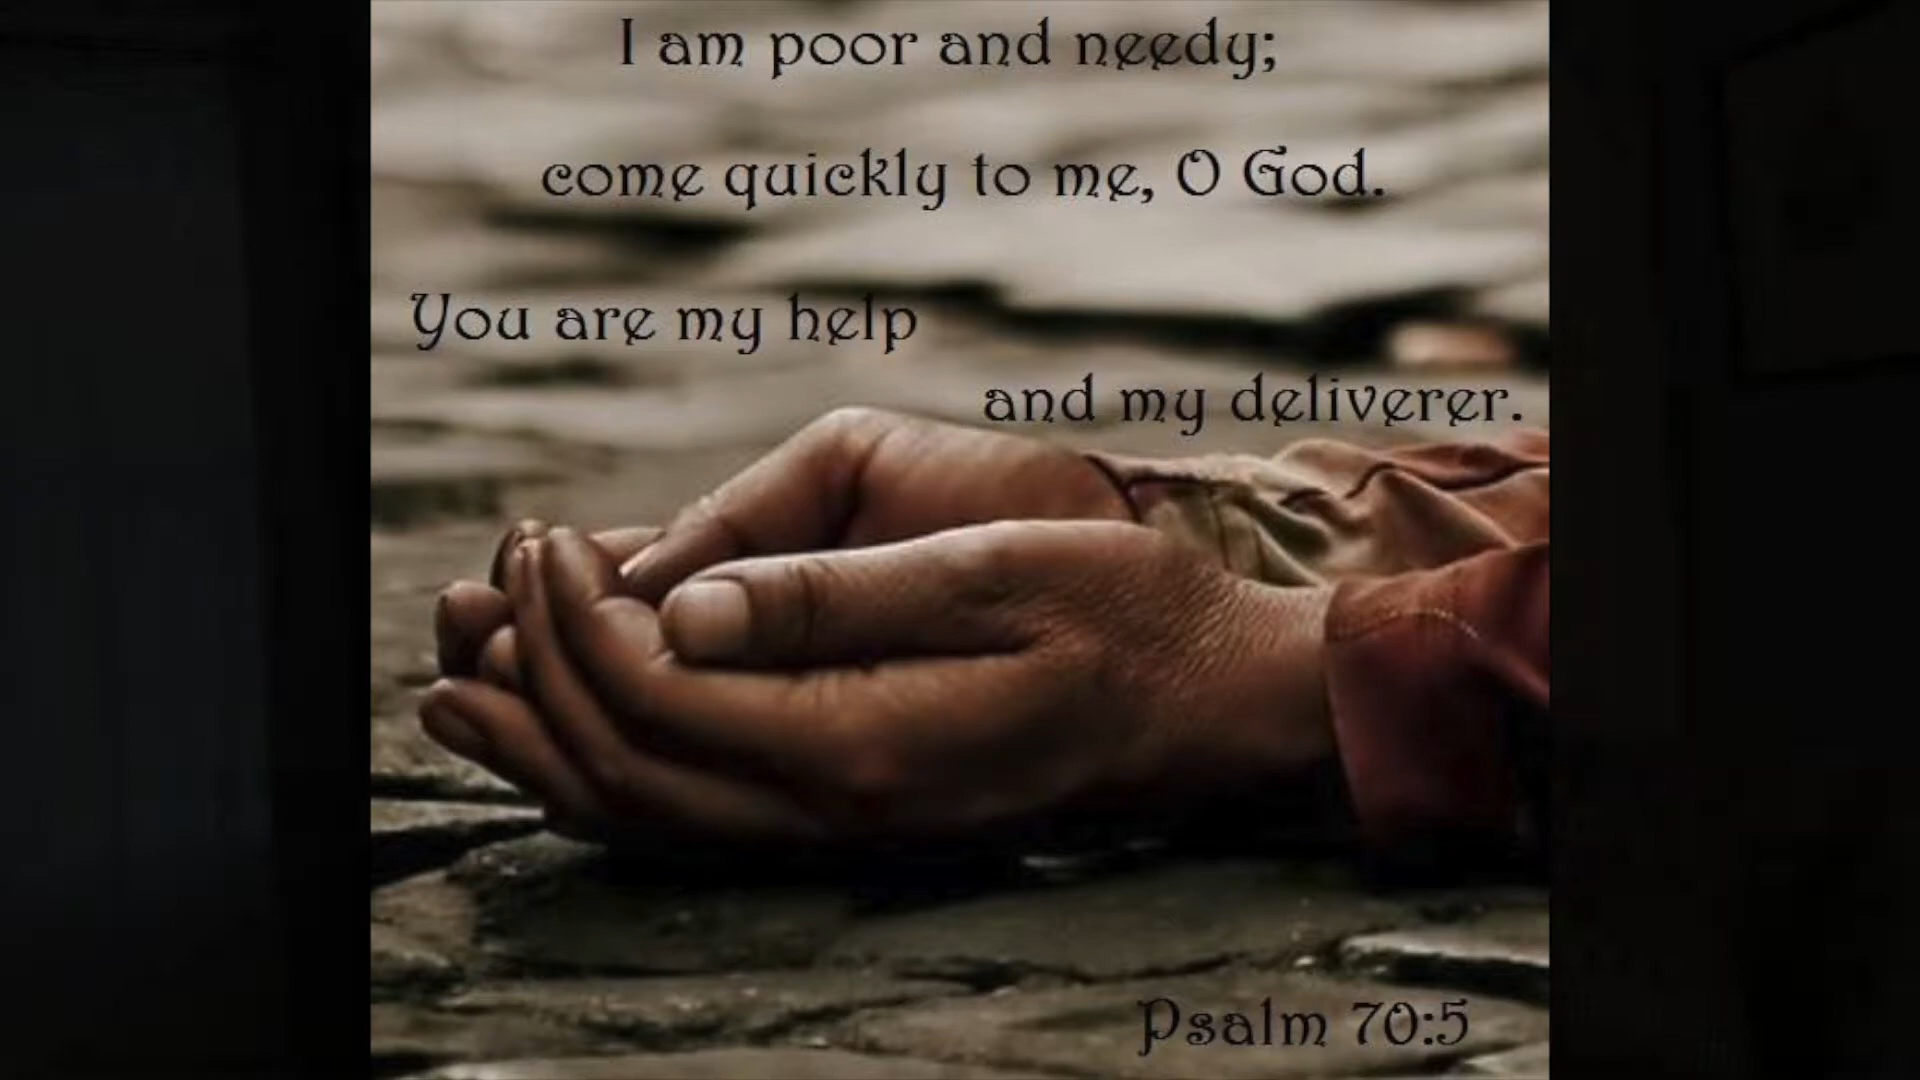 I am poor and needy;
come quickly to me, O God.
You are my help
and my deliverer.
Psalm 70:5